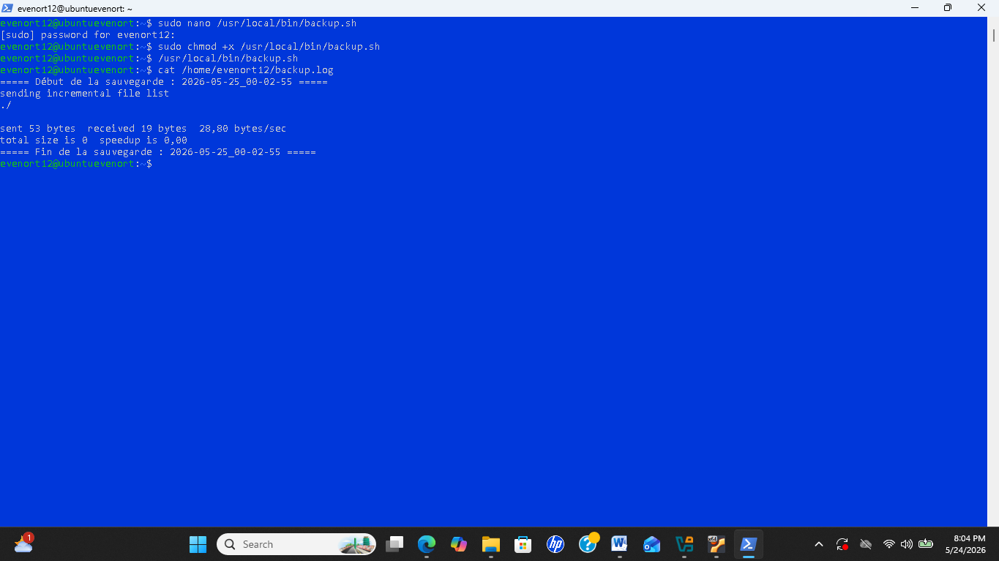 evenort12@ubuntuevenort: ~
evenort12@ubuntuevenort:~$ sudo nano /usr/local/bin/backup.sh
[sudo] password for evenort12:
evenort12@ubuntuevenort:~$ sudo chmod +x /usr/local/bin/backup.sh
evenort12@ubuntuevenort:~$ /usr/local/bin/backup.sh
evenort12@ubuntuevenort:~$ cat /home/evenort12/backup.log
===== Début de la sauvegarde : 2026-05-25_00-02-55 =====
sending incremental file list
./
sent 53 bytes  received 19 bytes  28,80 bytes/sec
total size is 0  speedup is 0,00
===== Fin de la sauvegarde : 2026-05-25_00-02-55 =====
evenort12@ubuntuevenort:~$
1
Search
hp
W
x64
8:04 PM
5/24/2026